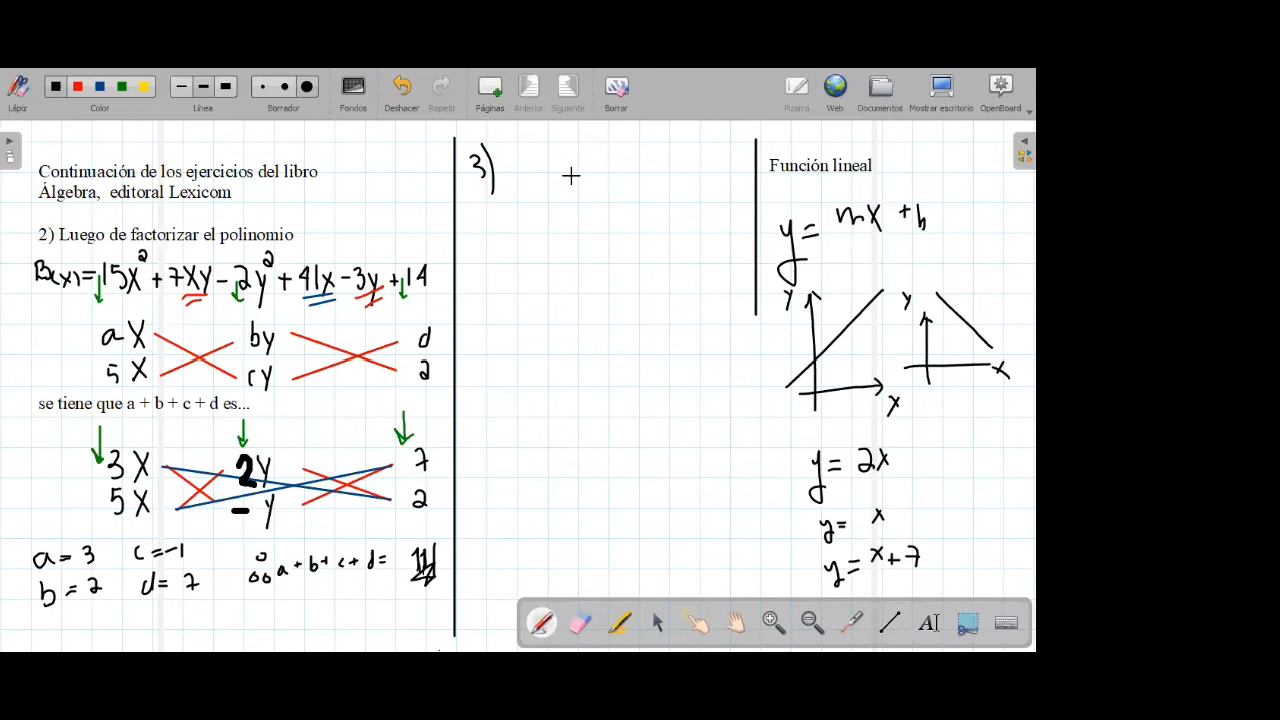 Lápiz Color Línea Borrador Fondos Deshacer Repetir Páginas Anterior Siguiente Borrar Pizarra Web Documentos Mostrar escritorio OpenBoard
Continuación de los ejercicios del libro
Álgebra, editoral Lexicom
2) Luego de factorizar el polinomio
B(x)= 15x² + 7xy - 2y² + 41x - 3y + 14
ax by d
5x cy 2
se tiene que a + b + c + d es...
3x 2y 7
5x - y 2
a = 3 c = -1
b = 2 d = 7
∴ a + b + c + d = 11
3)
Función lineal
y = mx + b
y
x
y
x
y = 2x
y = x
y = x + 7
AI